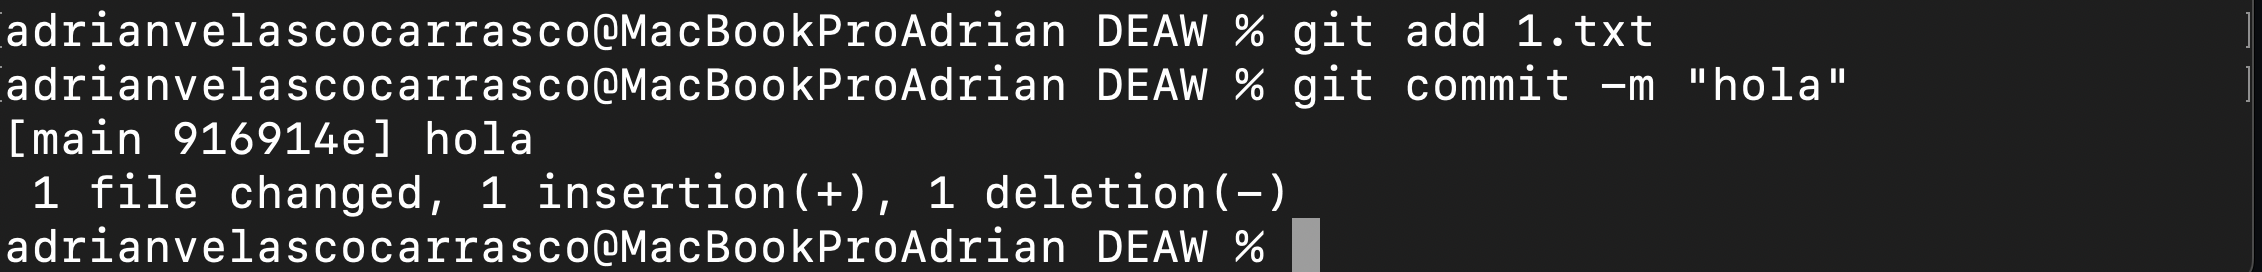 adrianvelascocarrasco@MacBookProAdrian DEAW % git add 1.txt
adrianvelascocarrasco@MacBookProAdrian DEAW % git commit -m "hola"
[main 916914e] hola
 1 file changed, 1 insertion(+), 1 deletion(-)
adrianvelascocarrasco@MacBookProAdrian DEAW %